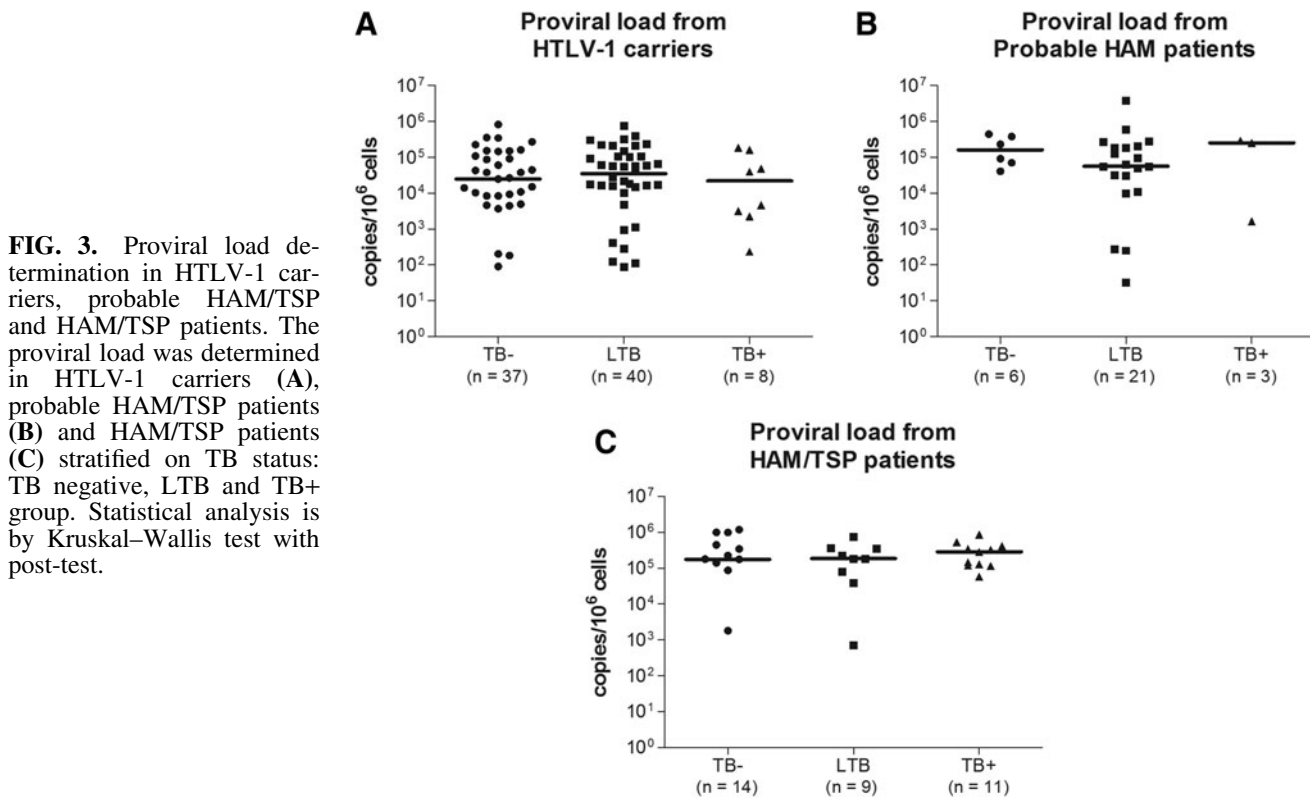 FIG. 3. Proviral load de-
termination in HTLV-1 car-
riers, probable HAM/TSP
and HAM/TSP patients. The
proviral load was determined
in HTLV-1 carriers (A),
probable HAM/TSP patients
(B) and HAM/TSP patients
(C) stratified on TB status:
TB negative, LTB and TB+
group. Statistical analysis is
by Kruskal–Wallis test with
post-test.
A
Proviral load from
HTLV-1 carriers
copies/10⁶ cells
10⁷
10⁶
10⁵
10⁴
10³
10²
10¹
10⁰
TB- LTB TB+
(n = 37) (n = 40) (n = 8)
B
Proviral load from
Probable HAM patients
copies/10⁶ cells
10⁷
10⁶
10⁵
10⁴
10³
10²
10¹
10⁰
TB- LTB TB+
(n = 6) (n = 21) (n = 3)
C
Proviral load from
HAM/TSP patients
copies/10⁶ cells
10⁷
10⁶
10⁵
10⁴
10³
10²
10¹
10⁰
TB- LTB TB+
(n = 14) (n = 9) (n = 11)